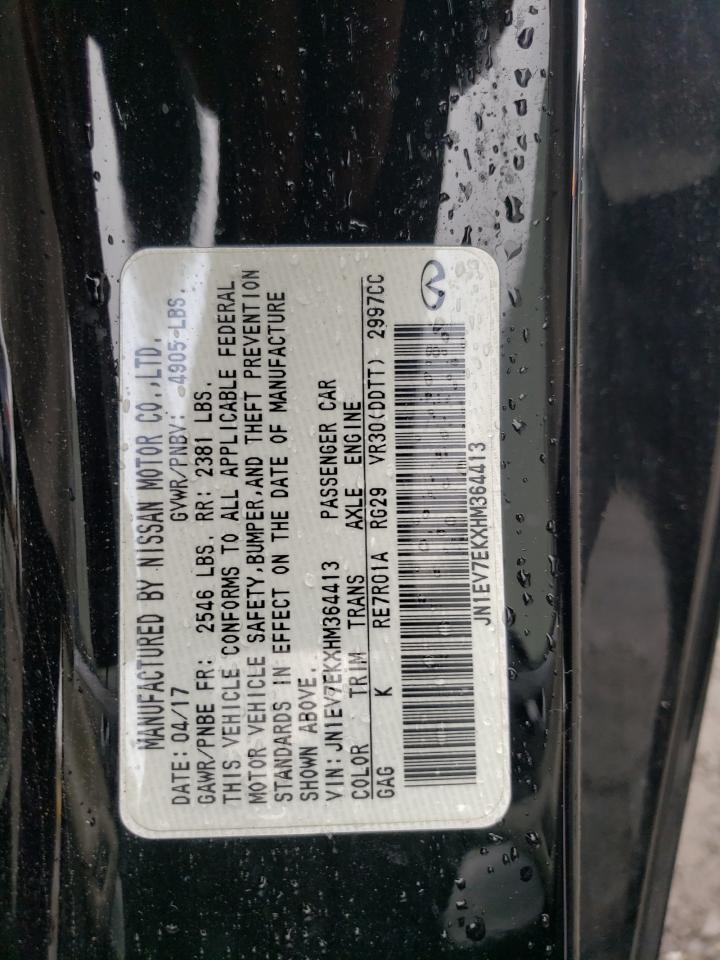 MANUFACTURED BY NISSAN MOTOR CO.,LTD.
DATE: 04/17 GVWR/PNBV: 4905 LBS.
GAWR/PNBE FR: 2546 LBS. RR: 2381 LBS.
THIS VEHICLE CONFORMS TO ALL APPLICABLE FEDERAL
MOTOR VEHICLE SAFETY,BUMPER,AND THEFT PREVENTION
STANDARDS IN EFFECT ON THE DATE OF MANUFACTURE
SHOWN ABOVE.
VIN:JN1EV7EKXHM364413 PASSENGER CAR
COLOR TRIM TRANS AXLE ENGINE
GAG K RE7R01A RG29 VR30(DDTT) 2997CC
JN1EV7EKXHM364413